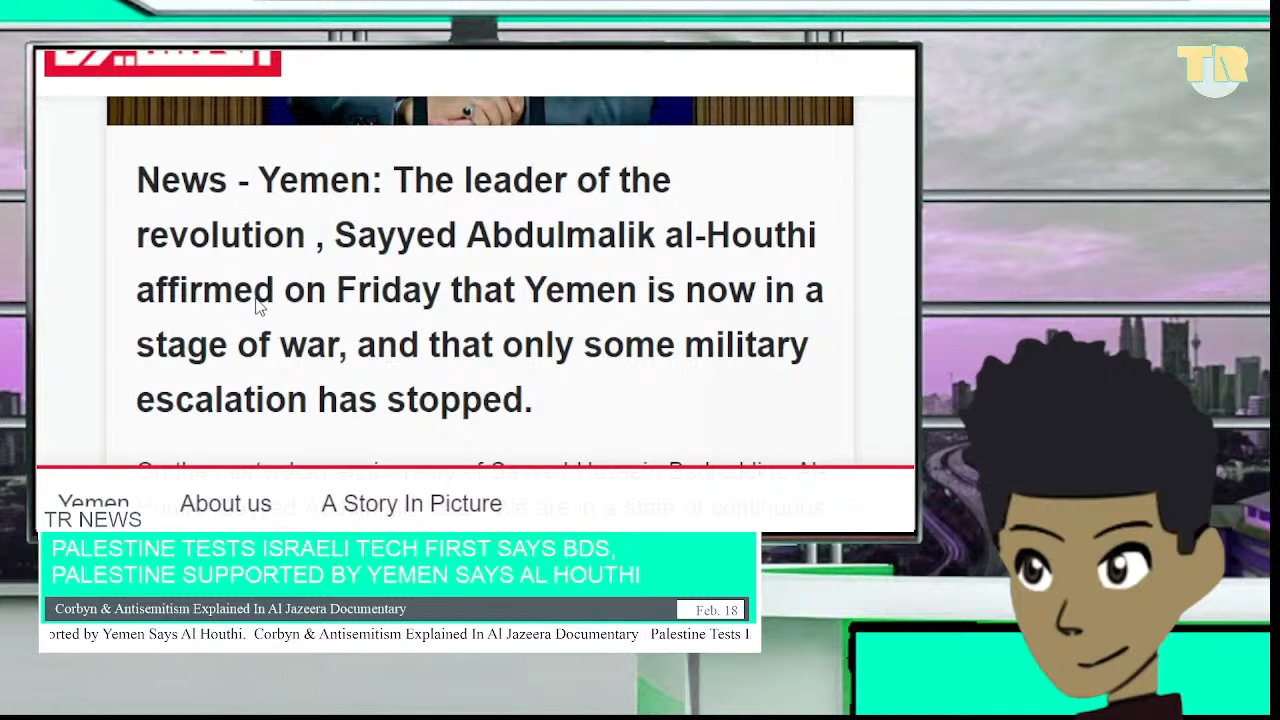 TR
News - Yemen: The leader of the
revolution , Sayyed Abdulmalik al-Houthi
affirmed on Friday that Yemen is now in a
stage of war, and that only some military
escalation has stopped.
Yemen About us A Story In Picture
TR NEWS
PALESTINE TESTS ISRAELI TECH FIRST SAYS BDS,
PALESTINE SUPPORTED BY YEMEN SAYS AL HOUTHI
Corbyn & Antisemitism Explained In Al Jazeera Documentary Feb. 18
orted by Yemen Says Al Houthi. Corbyn & Antisemitism Explained In Al Jazeera Documentary Palestine Tests I